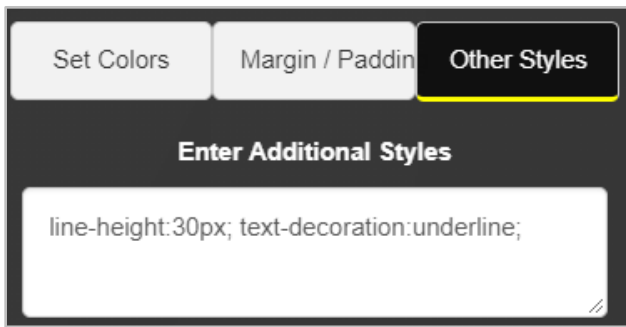 Set Colors Margin / Paddin Other Styles
Enter Additional Styles
line-height:30px; text-decoration:underline;